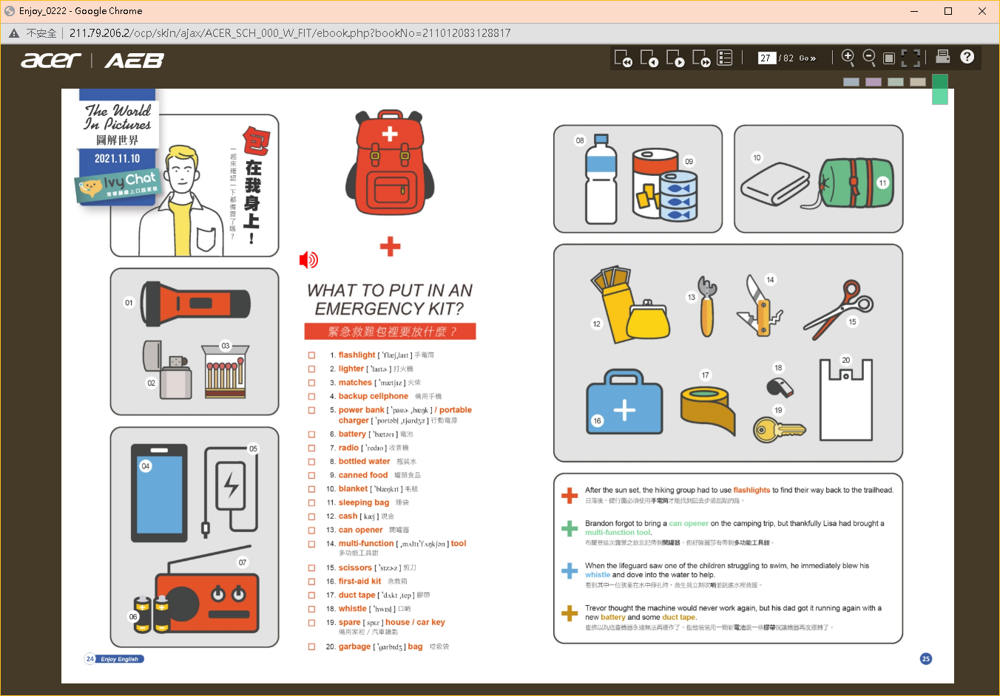 Enjoy_0222 - Google Chrome
不安全 | 211.79.206.2/ocp/skin/ajax/ACER_SCH_000_W_FIT/ebook.php?bookNo=211012083128817
acer | AEB
27 / 82 Go »
The World
In Pictures
圖解世界
2021.11.10
IvyChat
包在我身上！
一起來確認一下都備齊了嗎？
01
02
03
04
05
06
07
WHAT TO PUT IN AN
EMERGENCY KIT?
緊急救難包裡要放什麼？
1. flashlight [ ˋflæʃ͵laɪt ] 手電筒
2. lighter [ ˋlaɪtɚ ] 打火機
3. matches [ ˋmætʃɪz ] 火柴
4. backup cellphone 備用手機
5. power bank [ ˋpaʊɚ ͵bæŋk ] / portable
charger [ ˋportəbḷ ͵tʃɑrdʒɚ ] 行動電源
6. battery [ ˋbætərɪ ] 電池
7. radio [ ˋredɪo ] 收音機
8. bottled water 瓶裝水
9. canned food 罐頭食品
10. blanket [ ˋblæŋkɪt ] 毛毯
11. sleeping bag 睡袋
12. cash [ kæʃ ] 現金
13. can opener 開罐器
14. multi-function [ ͵mʌltɪˋfʌŋkʃən ] tool
多功能工具鉗
15. scissors [ ˋsɪzɚz ] 剪刀
16. first-aid kit 急救箱
17. duct tape [ ˋdʌkt ͵tep ] 膠帶
18. whistle [ ˋhwɪsḷ ] 口哨
19. spare [ spɛr ] house / car key
備用家裡 / 汽車鑰匙
20. garbage [ ˋgɑrbɪdʒ ] bag 垃圾袋
24 Enjoy English
08
09
10
11
12
13
14
15
16
17
18
19
20
After the sun set, the hiking group had to use flashlights to find their way back to the trailhead.
日落後，健行團必須使用手電筒才能找到回去步道起點的路。
Brandon forgot to bring a can opener on the camping trip, but thankfully Lisa had brought a
multi-function tool.
布蘭登這次露營之旅忘記帶到開罐器，但好險麗莎有帶到多功能工具鉗。
When the lifeguard saw one of the children struggling to swim, he immediately blew his
whistle and dove into the water to help.
看到其中一位孩童在水中掙扎時，救生員立刻吹哨並跳進水裡救援。
Trevor thought the machine would never work again, but his dad got it running again with a
new battery and some duct tape.
崔佛以為這臺機器永遠無法再運作了，但他爸爸用一顆新電池跟一些膠帶就讓機器再度運轉了。
25